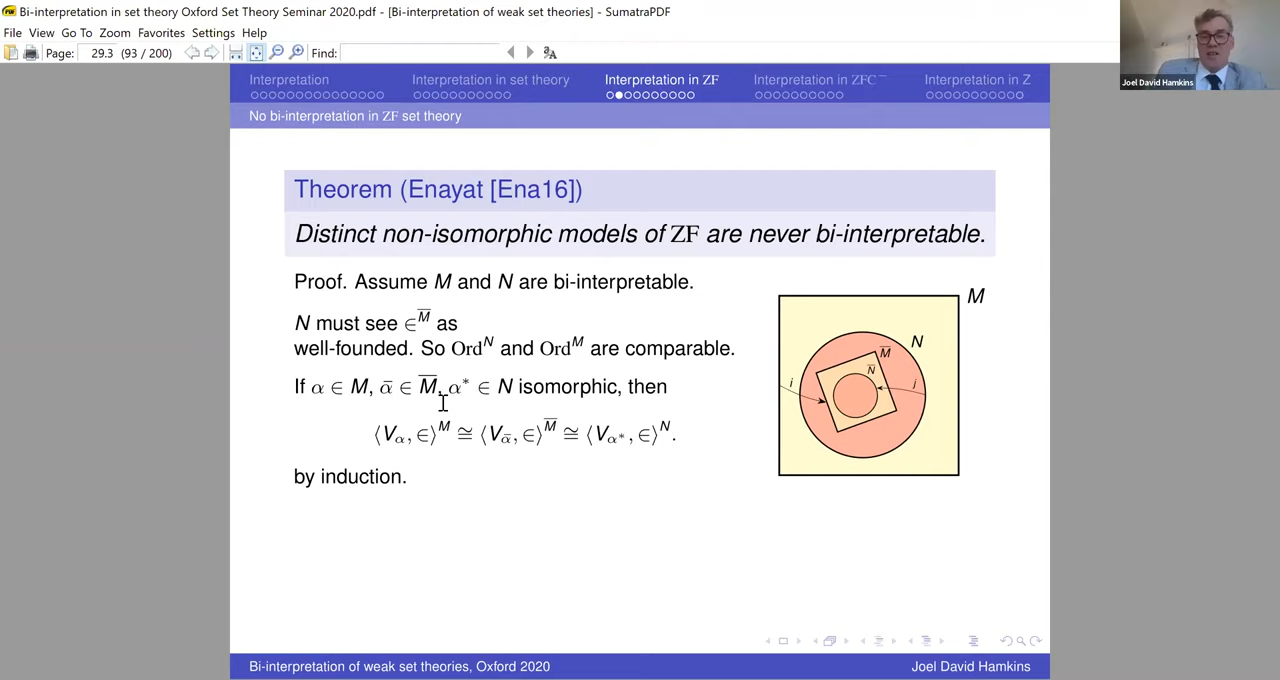 Bi-interpretation in set theory Oxford Set Theory Seminar 2020.pdf - [Bi-interpretation of weak set theories] - SumatraPDF
File View Go To Zoom Favorites Settings Help
Page: 29.3 (93 / 200) Find:
Joel David Hamkins
Interpretation Interpretation in set theory Interpretation in ZF Interpretation in ZFC⁻ Interpretation in Z
No bi-interpretation in ZF set theory
Theorem (Enayat [Ena16])
Distinct non-isomorphic models of ZF are never bi-interpretable.
Proof. Assume M and N are bi-interpretable.
N must see ∈^M̅ as
well-founded. So Ord^N and Ord^M are comparable.
If α ∈ M, ᾱ ∈ M̅, α* ∈ N isomorphic, then
⟨V_α, ∈⟩^M ≅ ⟨V_ᾱ, ∈⟩^M̅ ≅ ⟨V_α*, ∈⟩^N.
by induction.
M
N
M̅
N̅
i
j
Bi-interpretation of weak set theories, Oxford 2020 Joel David Hamkins